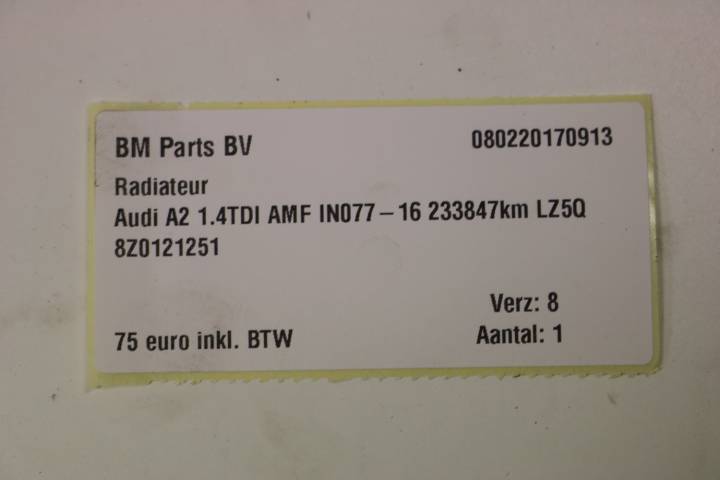 BM Parts BV 080220170913
Radiateur
Audi A2 1.4TDI AMF IN077-16 233847km LZ5Q
8Z0121251
Verz: 8
75 euro inkl. BTW Aantal: 1